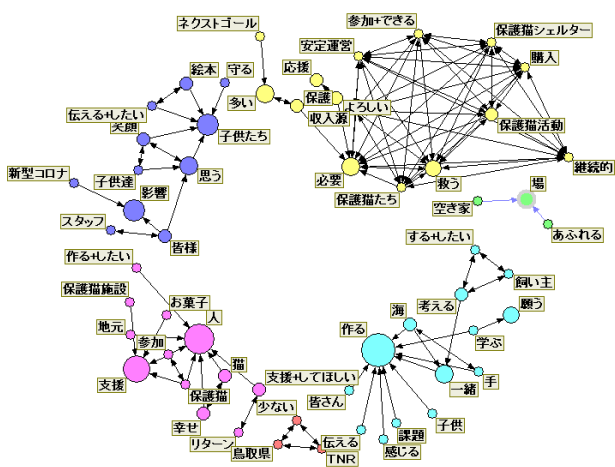 ネクストゴール
参加+できる
保護猫シェルター
安定運営
購入
絵本
守る
応援
多い
保護
よろしい
収入源
伝える+したい
笑顔
子供たち
保護猫活動
新型コロナ
子供達
思う
必要
救う
継続的
影響
保護猫たち
スタッフ
皆様
空き家
場
あふれる
作る+したい
する+したい
保護猫施設
お菓子
人
海
考える
飼い主
願う
地元
参加
作る
学ぶ
支援
猫
保護猫
支援+してほしい
一緒
手
幸せ
少ない
皆さん
リターン
鳥取県
TNR
伝える
感じる
課題
子供